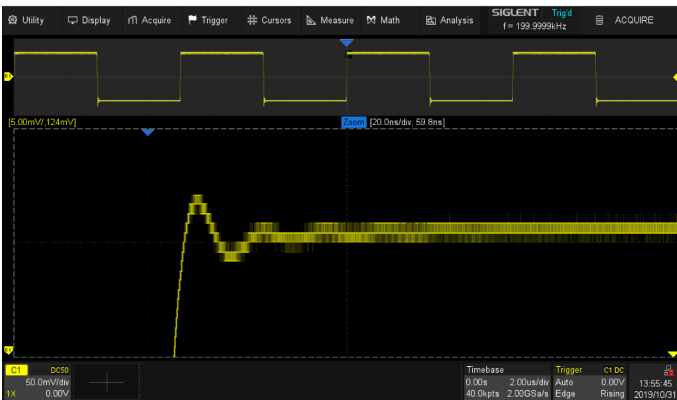 Utility Display Acquire Trigger Cursors Measure Math Analysis SIGLENT Trig'd ACQUIRE
f = 199.9999kHz
C1
[5.00mV/,124mV] Zoom [20.0ns/div, 59.8ns]
C1
C1 DC50 Timebase Trigger C1 DC
50.0mV/div 0.00s 2.00us/div Auto 0.00V 13:55:45
1X 0.00V 40.0kpts 2.00GSa/s Edge Rising 2019/10/31